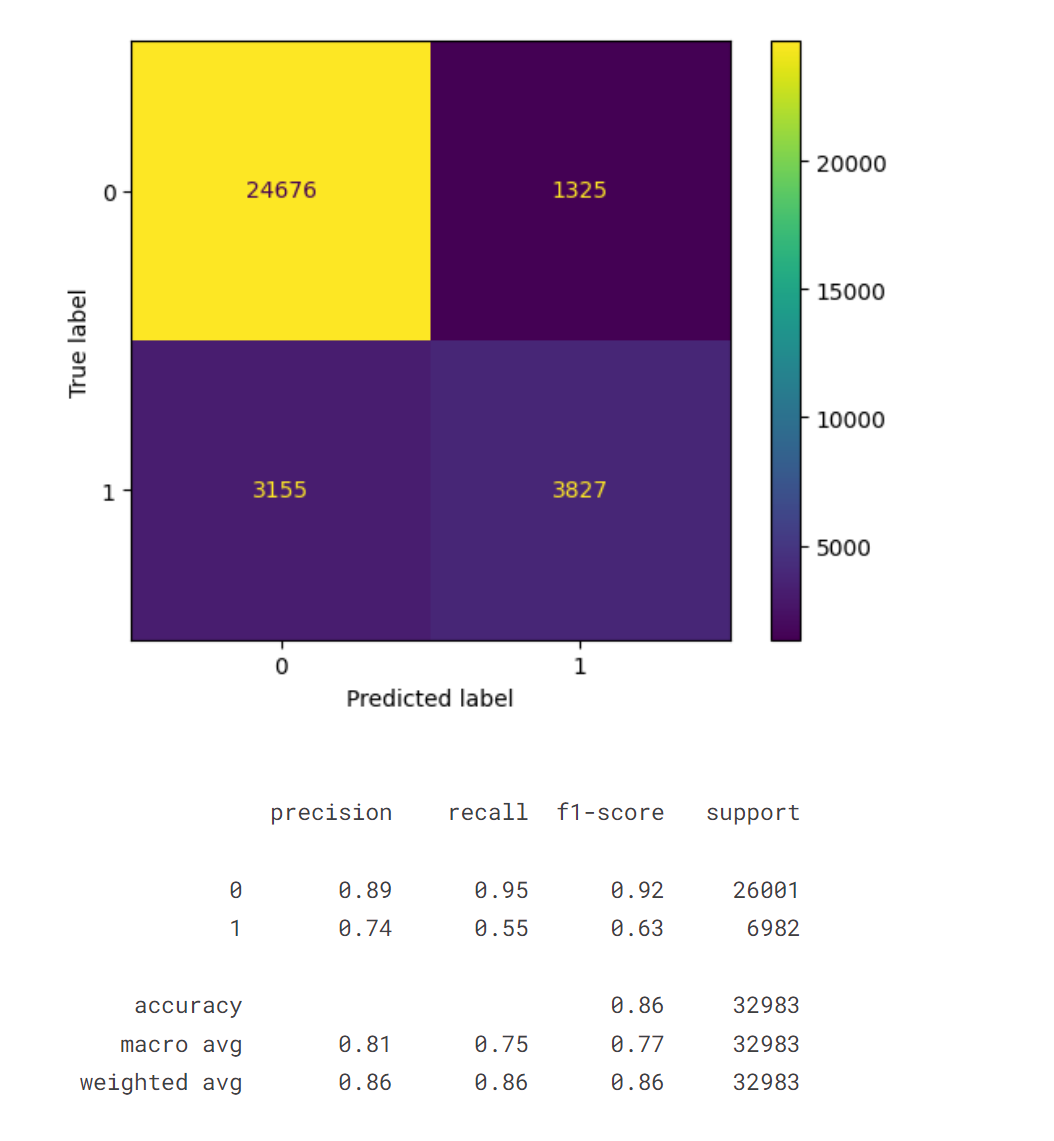 0
24676
1325
1
3155
3827
0
1
True label
Predicted label
20000
15000
10000
5000
precision recall f1-score support
0 0.89 0.95 0.92 26001
1 0.74 0.55 0.63 6982
accuracy 0.86 32983
macro avg 0.81 0.75 0.77 32983
weighted avg 0.86 0.86 0.86 32983